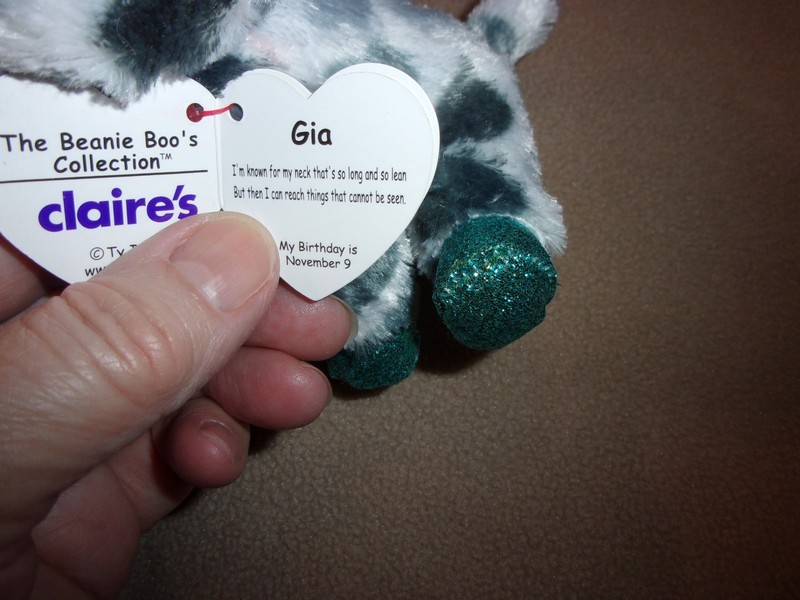 The Beanie Boo's
Collection™
claire's
© Ty
Gia
I'm known for my neck that's so long and so lean
But then I can reach things that cannot be seen.
My Birthday is
November 9